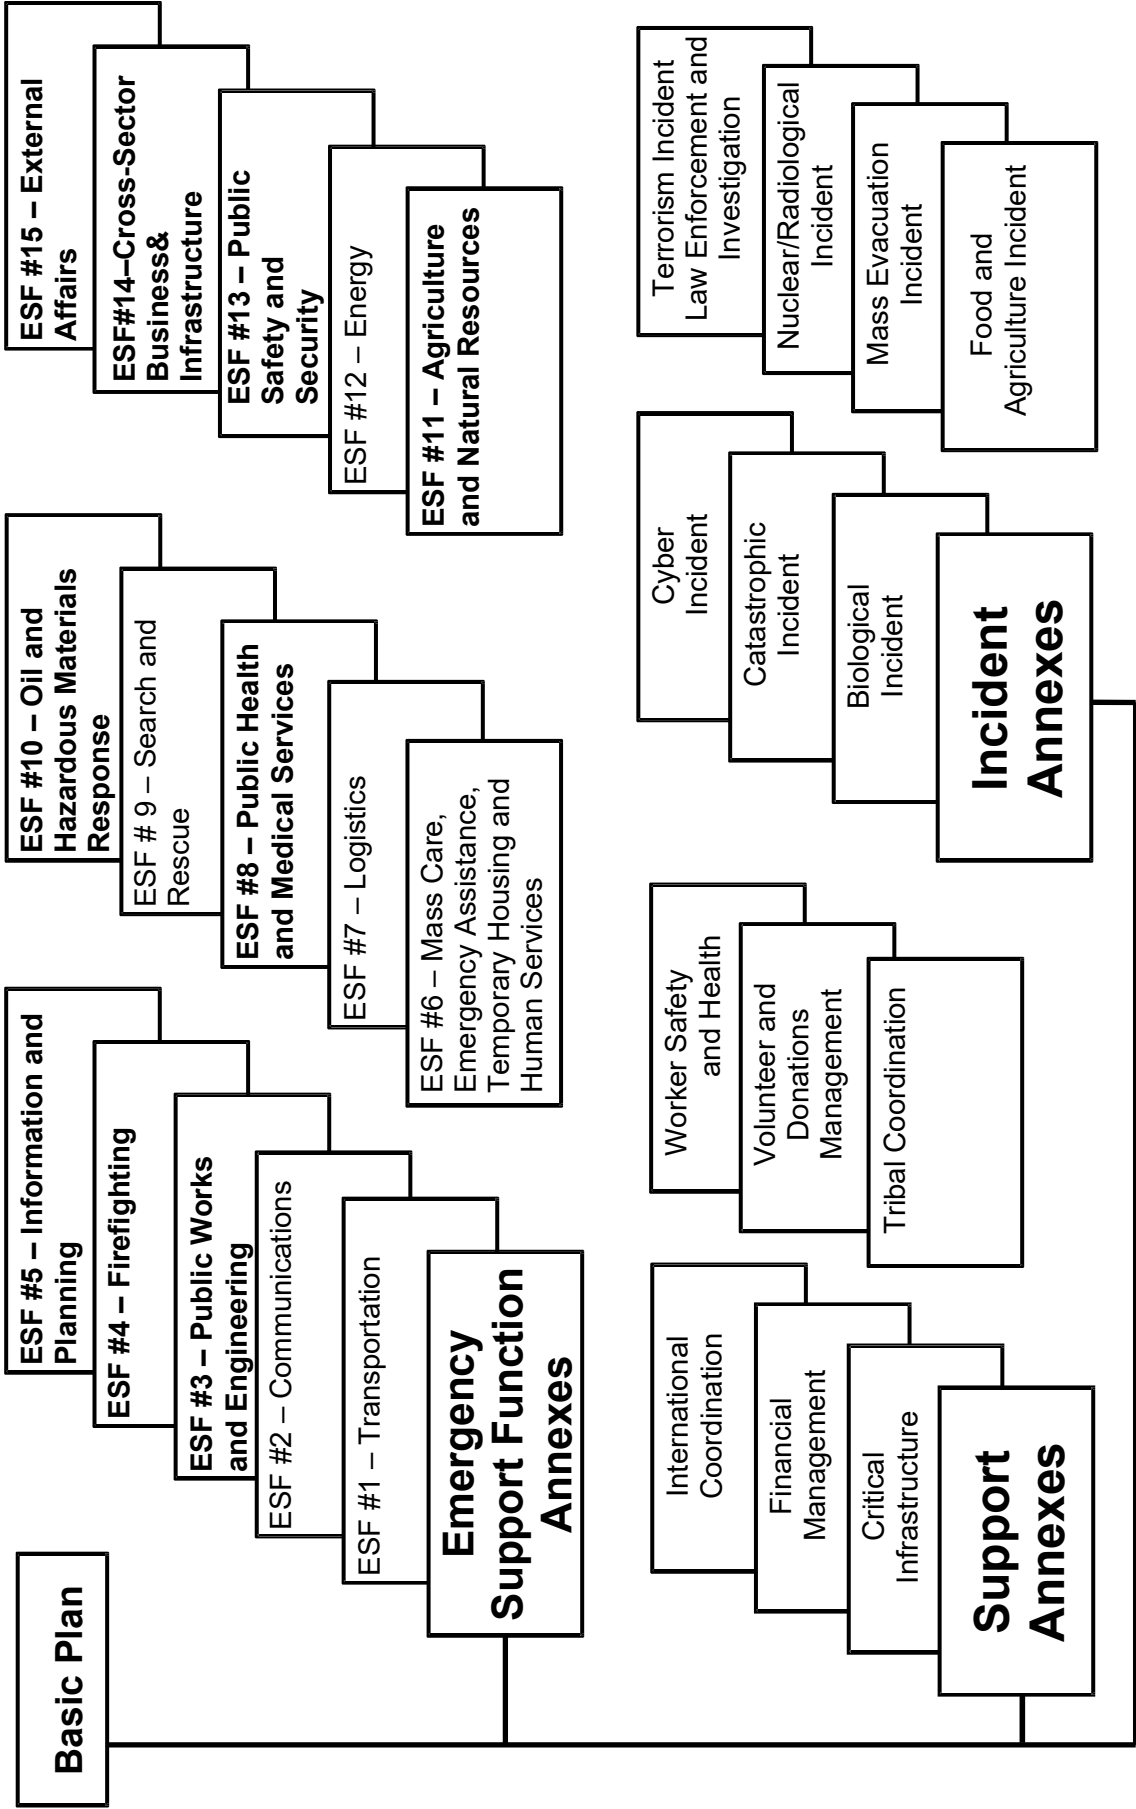 Basic Plan
ESF #5 – Information and
Planning
ESF #4 – Firefighting
ESF #3 – Public Works
and Engineering
ESF #2 – Communications
ESF #1 – Transportation
Emergency
Support Function
Annexes
ESF #10 – Oil and
Hazardous Materials
Response
ESF # 9 – Search and
Rescue
ESF #8 – Public Health
and Medical Services
ESF #7 – Logistics
ESF #6 – Mass Care,
Emergency Assistance,
Temporary Housing and
Human Services
ESF #15 – External
Affairs
ESF#14–Cross-Sector
Business&
Infrastructure
ESF #13 – Public
Safety and
Security
ESF #12 – Energy
ESF #11 – Agriculture
and Natural Resources
International
Coordination
Financial
Management
Critical
Infrastructure
Support
Annexes
Worker Safety
and Health
Volunteer and
Donations
Management
Tribal Coordination
Cyber
Incident
Catastrophic
Incident
Biological
Incident
Incident
Annexes
Terrorism Incident
Law Enforcement and
Investigation
Nuclear/Radiological
Incident
Mass Evacuation
Incident
Food and
Agriculture Incident